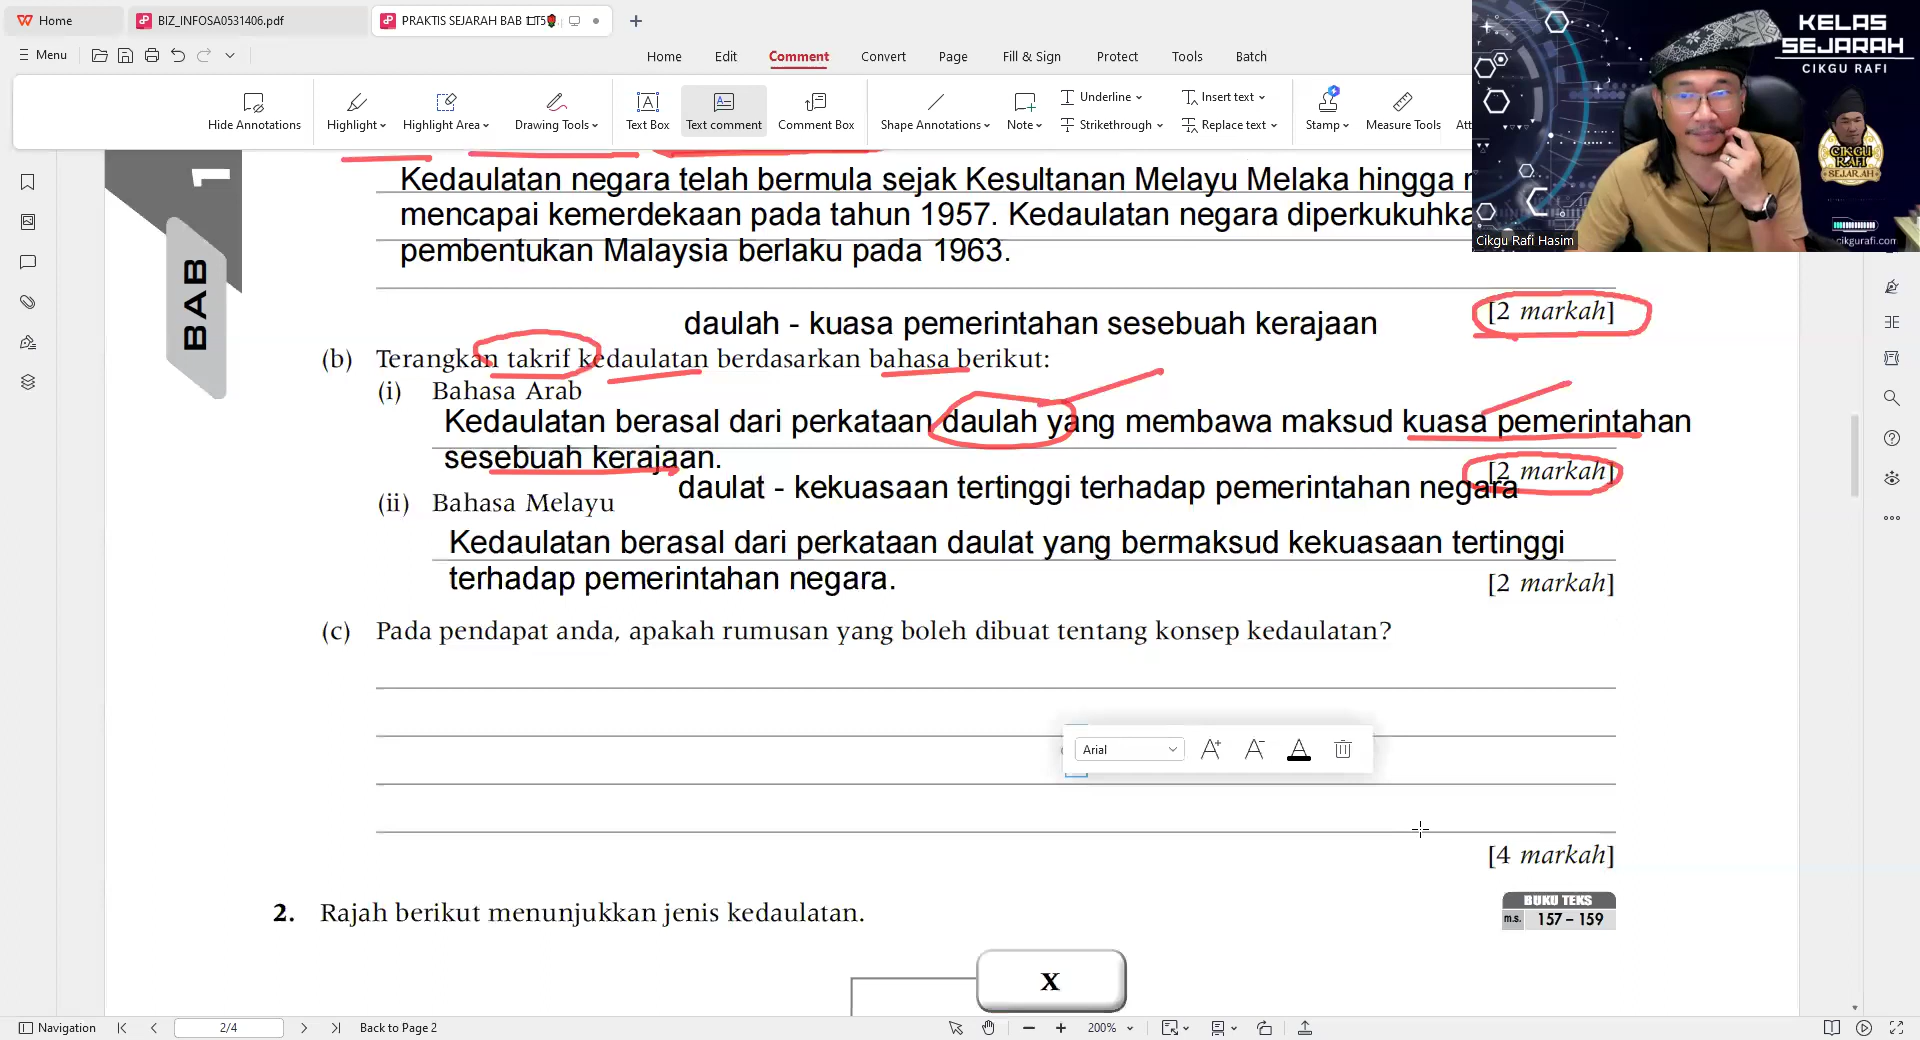 Home
BIZ_INFOSA0531406.pdf
PRAKTIS SEJARAH BAB 1 T5
Menu
Home Edit Comment Convert Page Fill & Sign Protect Tools Batch
Hide Annotations
Highlight
Highlight Area
Drawing Tools
Text Box
Text comment
Comment Box
Shape Annotations
Note
Underline
Strikethrough
Insert text
Replace text
Stamp
Measure Tools
KELAS
SEJARAH
CIKGU RAFI
CIKGU
RAFI
SEJARAH
Cikgu Rafi Hasim
cikgurafi.com
BAB 1
Kedaulatan negara telah bermula sejak Kesultanan Melayu Melaka hingga
mencapai kemerdekaan pada tahun 1957. Kedaulatan negara
pembentukan Malaysia berlaku pada 1963.
[2 markah]
daulah - kuasa pemerintahan sesebuah kerajaan
(b) Terangkan takrif kedaulatan berdasarkan bahasa berikut:
(i) Bahasa Arab
Kedaulatan berasal dari perkataan daulah yang membawa maksud kuasa pemerintahan
sesebuah kerajaan.
[2 markah]
daulat - kekuasaan tertinggi terhadap pemerintahan negara
(ii) Bahasa Melayu
Kedaulatan berasal dari perkataan daulat yang bermaksud kekuasaan tertinggi
terhadap pemerintahan negara.
[2 markah]
(c) Pada pendapat anda, apakah rumusan yang boleh dibuat tentang konsep kedaulatan?
Arial
[4 markah]
2. Rajah berikut menunjukkan jenis kedaulatan.
BUKU TEKS
m.s. 157 – 159
X
Navigation
2/4
Back to Page 2
200%